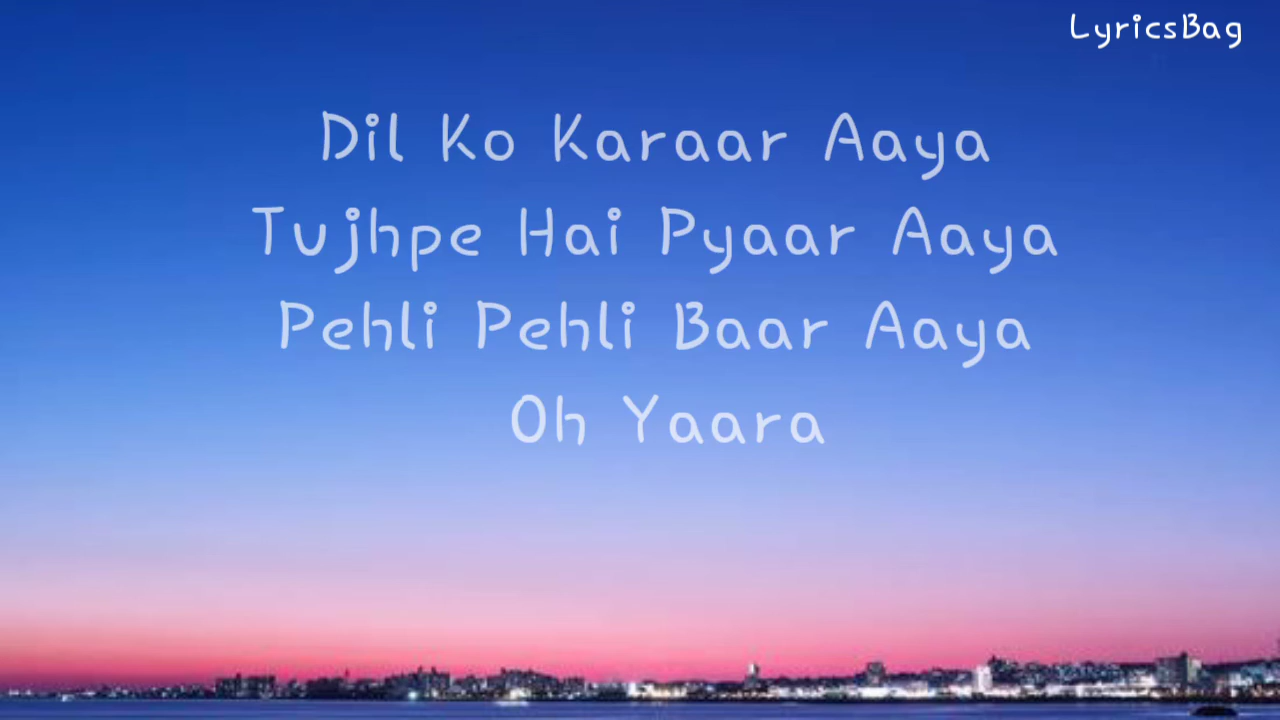 LyricsBag
Dil Ko Karaar Aaya
Tujhpe Hai Pyaar Aaya
Pehli Pehli Baar Aaya
Oh Yaara